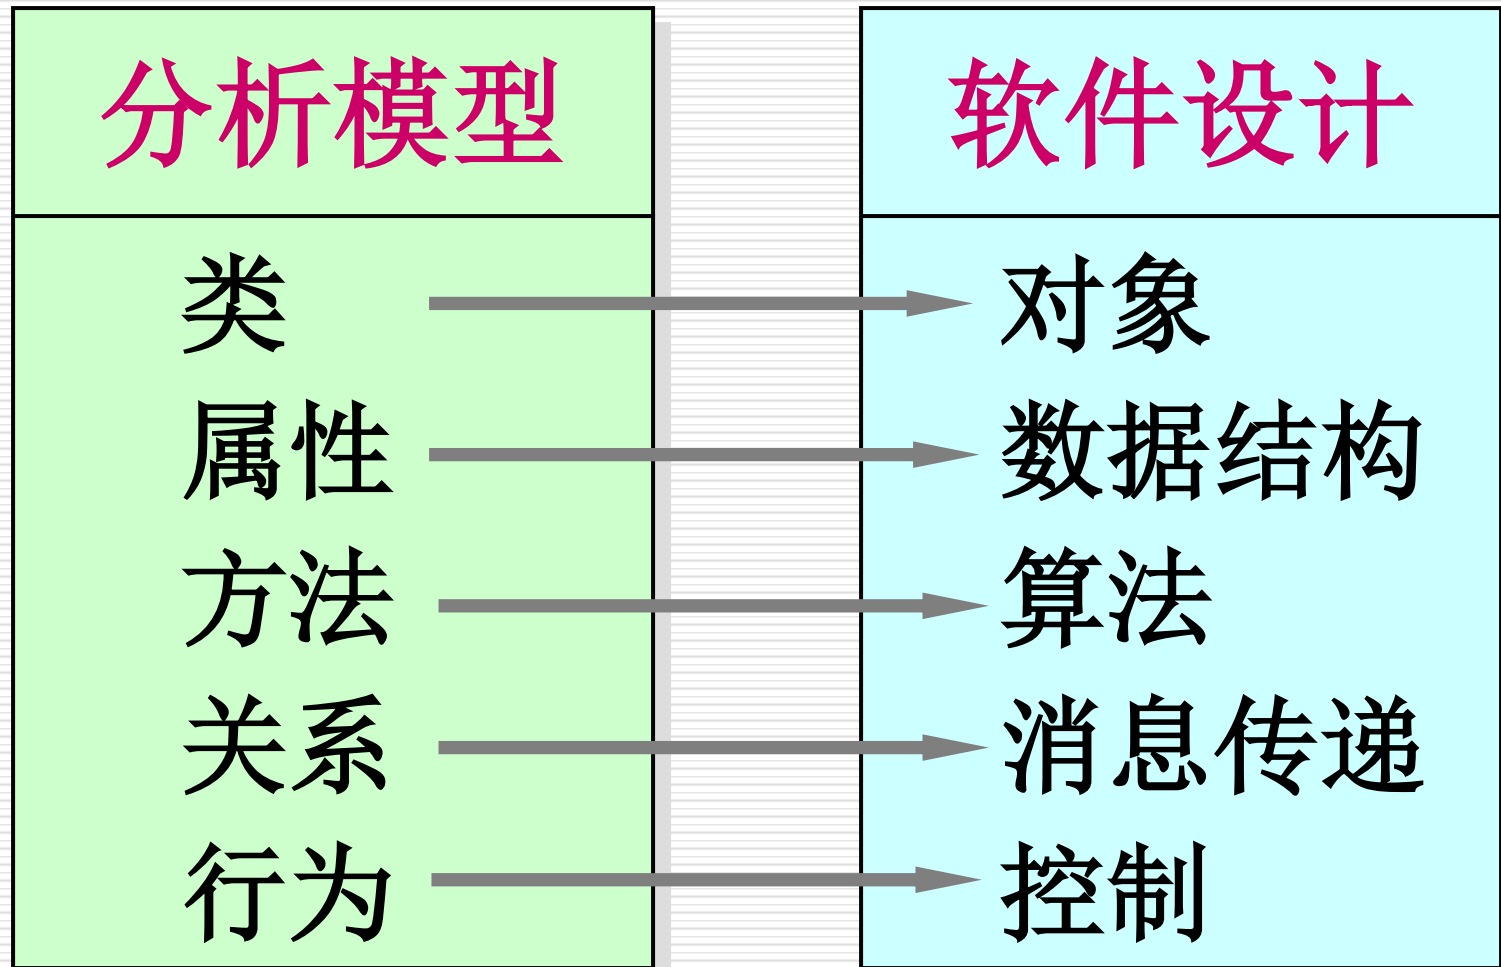 分析模型
软件设计
类
对象
属性
数据结构
方法
算法
关系
消息传递
行为
控制